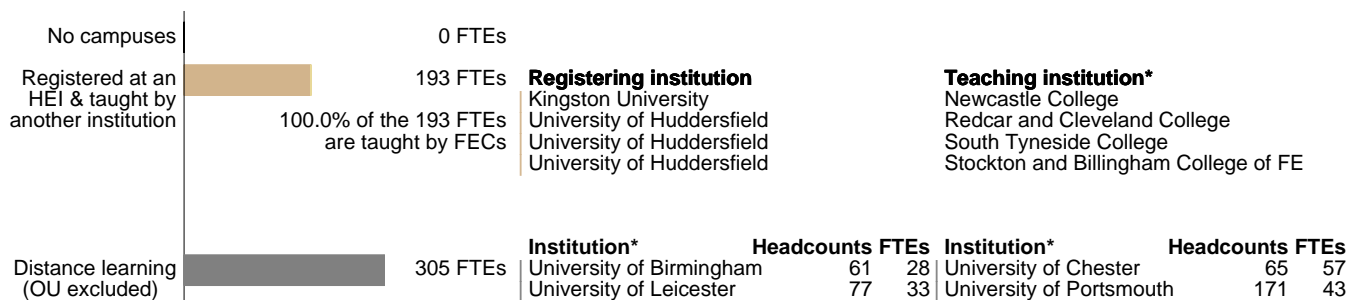 No campuses 0 FTEs
Registered at an HEI & taught by another institution 193 FTEs
100.0% of the 193 FTEs are taught by FECs
Registering institution Teaching institution*
Kingston University Newcastle College
University of Huddersfield Redcar and Cleveland College
University of Huddersfield South Tyneside College
University of Huddersfield Stockton and Billingham College of FE
Distance learning (OU excluded) 305 FTEs
Institution* Headcounts FTEs Institution* Headcounts FTEs
University of Birmingham 61 28 University of Chester 65 57
University of Leicester 77 33 University of Portsmouth 171 43